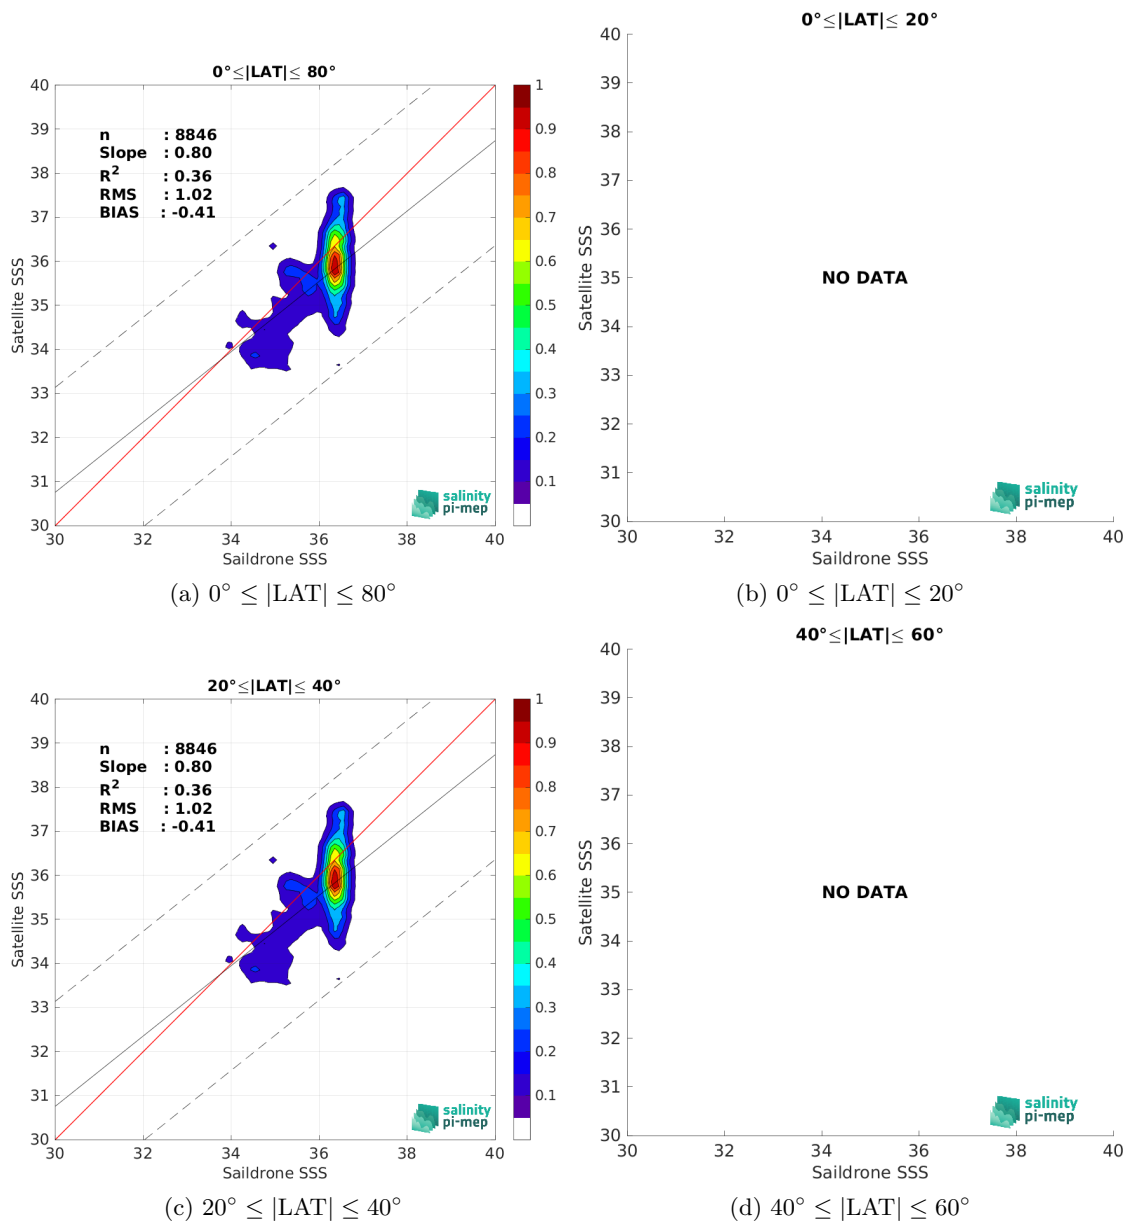 0°≤|LAT|≤ 80°
40
39
38
37
36
35
34
33
32
31
30
Satellite SSS
n : 8846
Slope : 0.80
R² : 0.36
RMS : 1.02
BIAS : -0.41
salinity
pi-mep
30 32 34 36 38 40
Saildrone SSS
1
0.9
0.8
0.7
0.6
0.5
0.4
0.3
0.2
0.1
(a) 0° ≤ |LAT| ≤ 80°
0°≤|LAT|≤ 20°
40
39
38
37
36
35
34
33
32
31
30
Satellite SSS
NO DATA
salinity
pi-mep
30 32 34 36 38 40
Saildrone SSS
(b) 0° ≤ |LAT| ≤ 20°
20°≤|LAT|≤ 40°
40
39
38
37
36
35
34
33
32
31
30
Satellite SSS
n : 8846
Slope : 0.80
R² : 0.36
RMS : 1.02
BIAS : -0.41
salinity
pi-mep
30 32 34 36 38 40
Saildrone SSS
1
0.9
0.8
0.7
0.6
0.5
0.4
0.3
0.2
0.1
(c) 20° ≤ |LAT| ≤ 40°
40°≤|LAT|≤ 60°
40
39
38
37
36
35
34
33
32
31
30
Satellite SSS
NO DATA
salinity
pi-mep
30 32 34 36 38 40
Saildrone SSS
(d) 40° ≤ |LAT| ≤ 60°